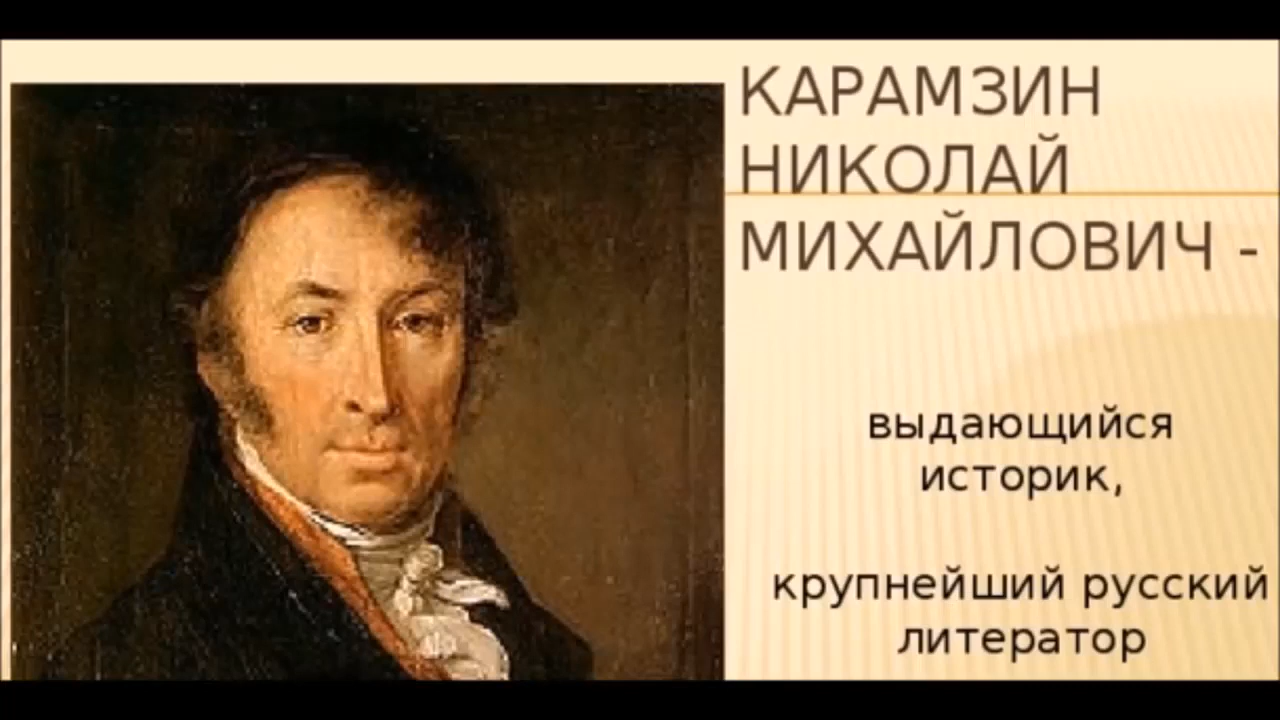 КАРАМЗИН
НИКОЛАЙ
МИХАЙЛОВИЧ -
выдающийся
историк,
крупнейший русский
литератор